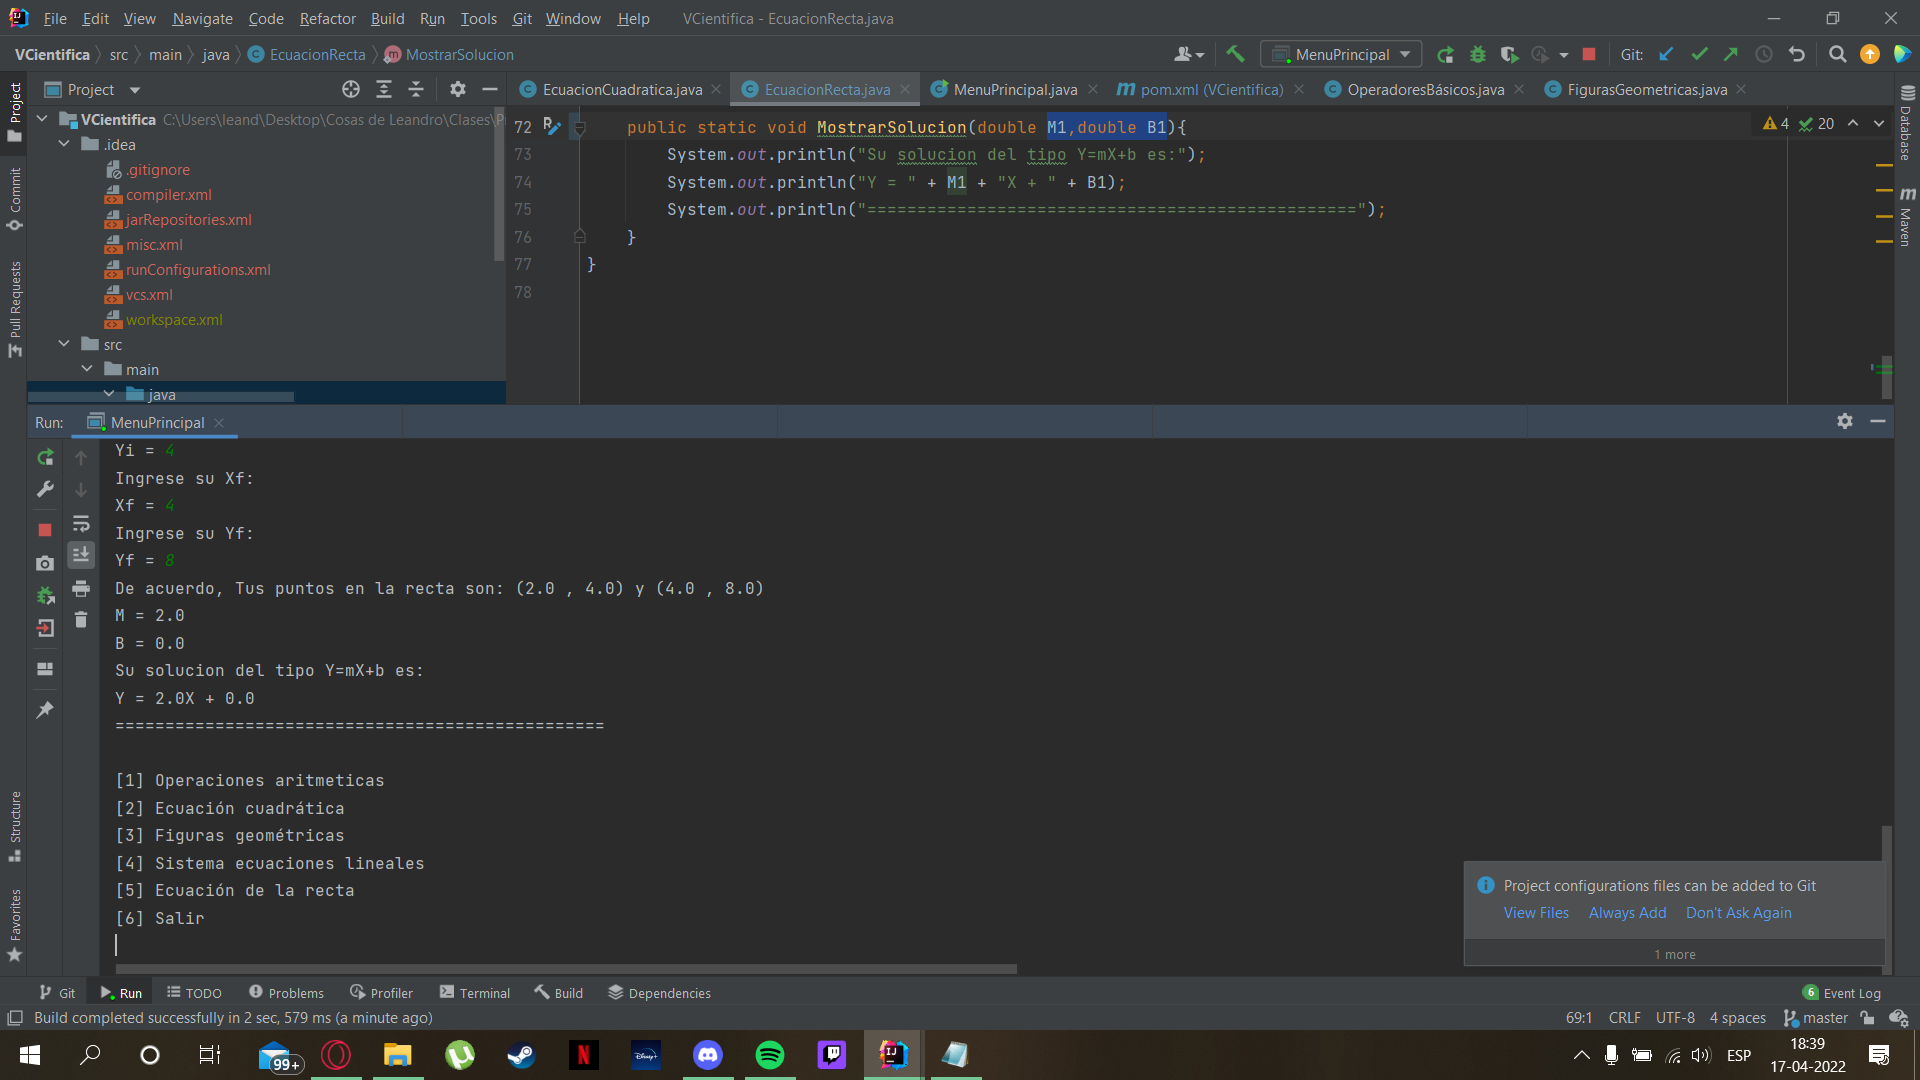 File Edit View Navigate Code Refactor Build Run Tools Git Window Help VCientifica - EcuacionRecta.java
VCientifica src main java EcuacionRecta MostrarSolucion MenuPrincipal Git:
Project EcuacionCuadratica.java EcuacionRecta.java MenuPrincipal.java pom.xml (VCientifica) OperadoresBásicos.java FigurasGeometricas.java
VCientifica C:\Users\leand\Desktop\Cosas de Leandro\Clases\P
.idea
.gitignore
compiler.xml
jarRepositories.xml
misc.xml
runConfigurations.xml
vcs.xml
workspace.xml
src
main
java
72 public static void MostrarSolucion(double M1,double B1){
73 System.out.println("Su solucion del tipo Y=mX+b es:");
74 System.out.println("Y = " + M1 + "X + " + B1);
75 System.out.println("=================================================");
76 }
77 }
78
4 20
Project
Commit
Pull Requests
Structure
Favorites
Database
Maven
Run: MenuPrincipal
Yi = 4
Ingrese su Xf:
Xf = 4
Ingrese su Yf:
Yf = 8
De acuerdo, Tus puntos en la recta son: (2.0 , 4.0) y (4.0 , 8.0)
M = 2.0
B = 0.0
Su solucion del tipo Y=mX+b es:
Y = 2.0X + 0.0
=================================================
[1] Operaciones aritmeticas
[2] Ecuación cuadrática
[3] Figuras geométricas
[4] Sistema ecuaciones lineales
[5] Ecuación de la recta
[6] Salir
Project configurations files can be added to Git
View Files Always Add Don't Ask Again
1 more
Git Run TODO Problems Profiler Terminal Build Dependencies 6 Event Log
Build completed successfully in 2 sec, 579 ms (a minute ago) 69:1 CRLF UTF-8 4 spaces master
99+ N Disney+ IJ ESP 18:39
17-04-2022